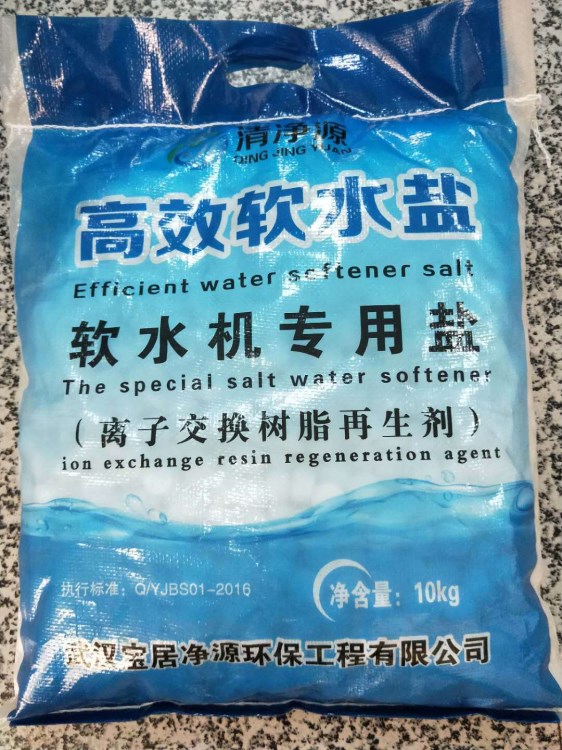 清净源
QING JING YUAN
高效软水盐
Efficient water softener salt
软水机专用盐
The special salt water softener
（离子交换树脂再生剂）
ion exchange resin regeneration agent
执行标准：Q/YJBS01-2016
净含量：10kg
武汉宝居净源环保工程有限公司